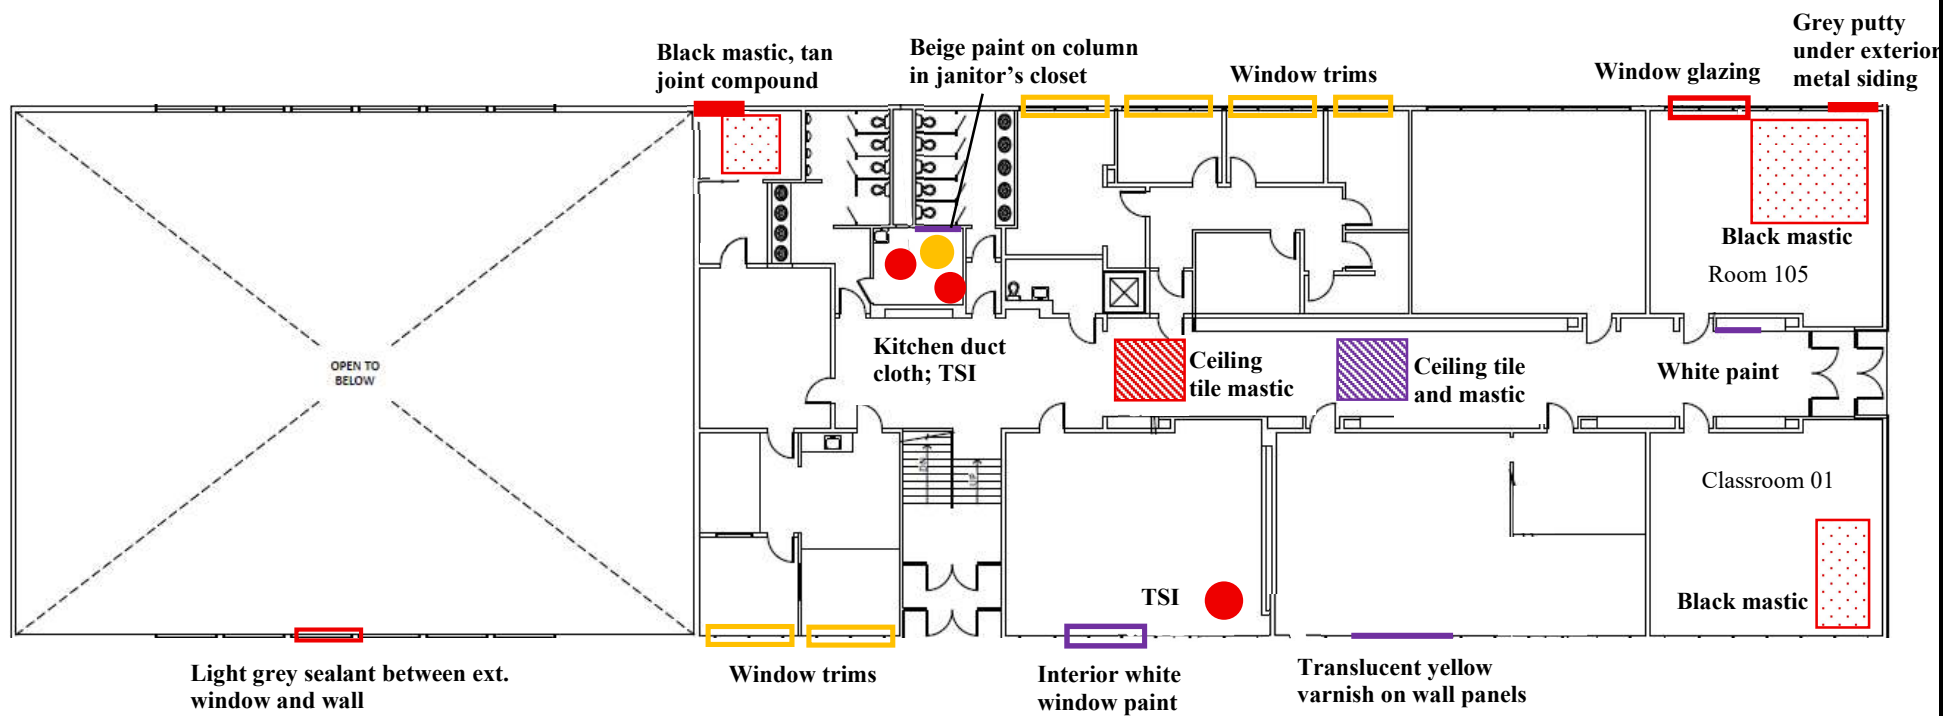 Grey putty
under exterior
metal siding
Black mastic, tan
joint compound
Beige paint on column
in janitor's closet
Window trims
Window glazing
Black mastic
Room 105
OPEN TO
BELOW
Kitchen duct
cloth; TSI
Ceiling
tile mastic
Ceiling tile
and mastic
White paint
DN
UP
Classroom 01
TSI
Black mastic
Light grey sealant between ext.
window and wall
Window trims
Interior white
window paint
Translucent yellow
varnish on wall panels